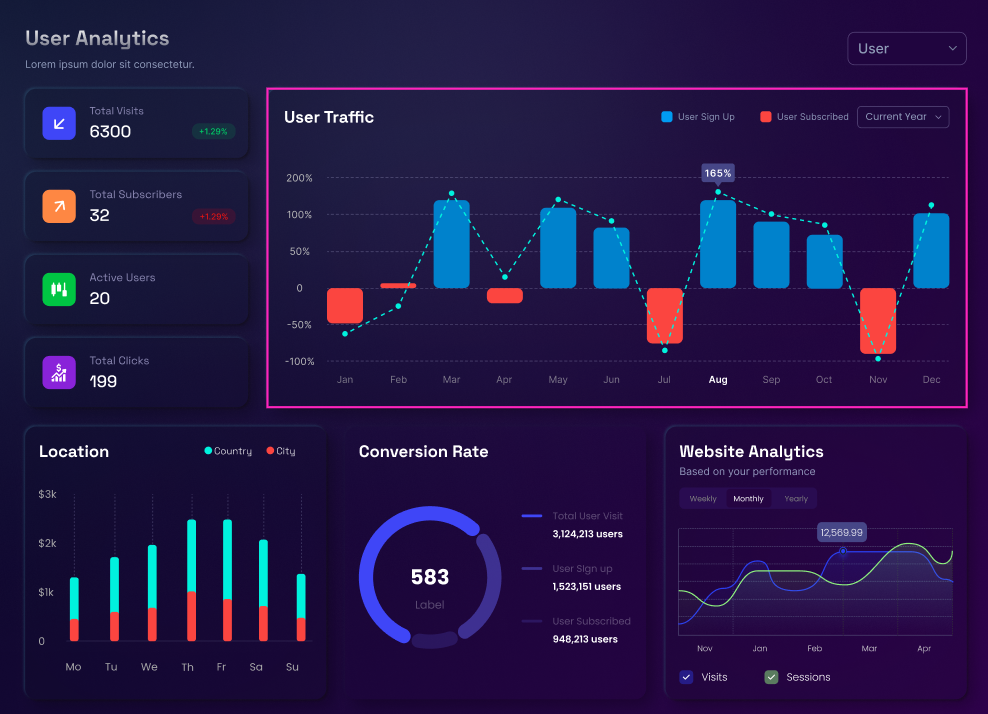 User Analytics
Lorem ipsum dolor sit consectetur.
User
Total Visits
6300
+1.29%
Total Subscribers
32
+1.29%
Active Users
20
Total Clicks
199
User Traffic
User Sign Up
User Subscribed
Current Year
165%
200%
100%
50%
0
-50%
-100%
Jan Feb Mar Apr May Jun Jul Aug Sep Oct Nov Dec
Location
Country City
$3k
$2k
$1k
0
Mo Tu We Th Fr Sa Su
Conversion Rate
583
Label
Total User Visit
3,124,213 users
User SIgn up
1,523,151 users
User Subscribed
948,213 users
Website Analytics
Based on your performance
Weekly Monthly Yearly
12,569.99
Nov Jan Feb Mar Apr
Visits Sessions